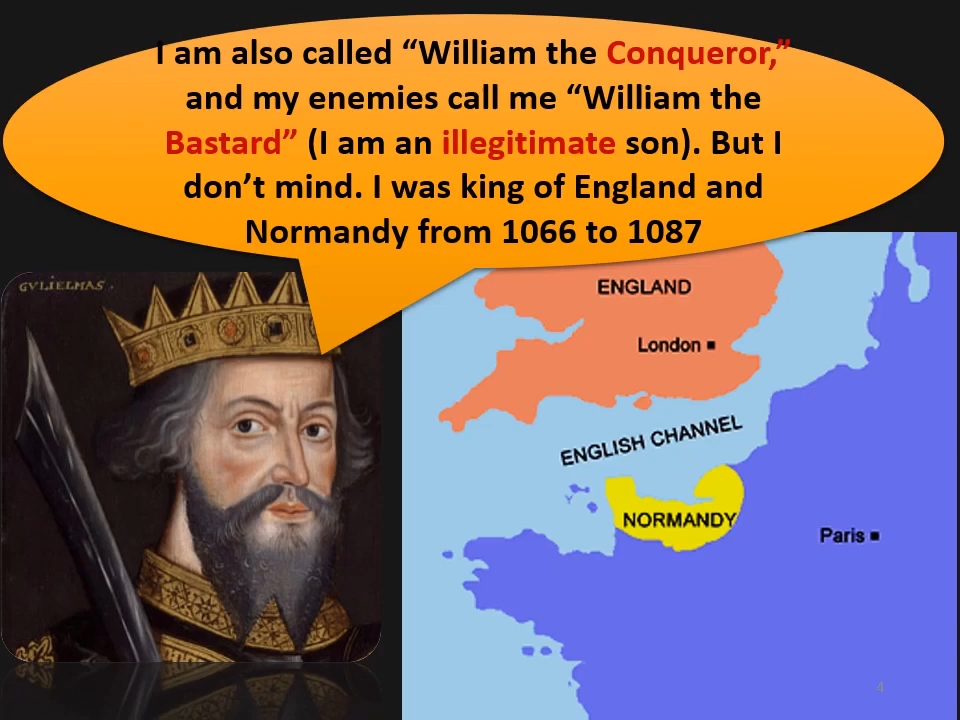 I am also called “William the Conqueror,”
and my enemies call me “William the
Bastard” (I am an illegitimate son). But I
don’t mind. I was king of England and
Normandy from 1066 to 1087
GVLIELMAS
ENGLAND
London
ENGLISH CHANNEL
NORMANDY
Paris
4